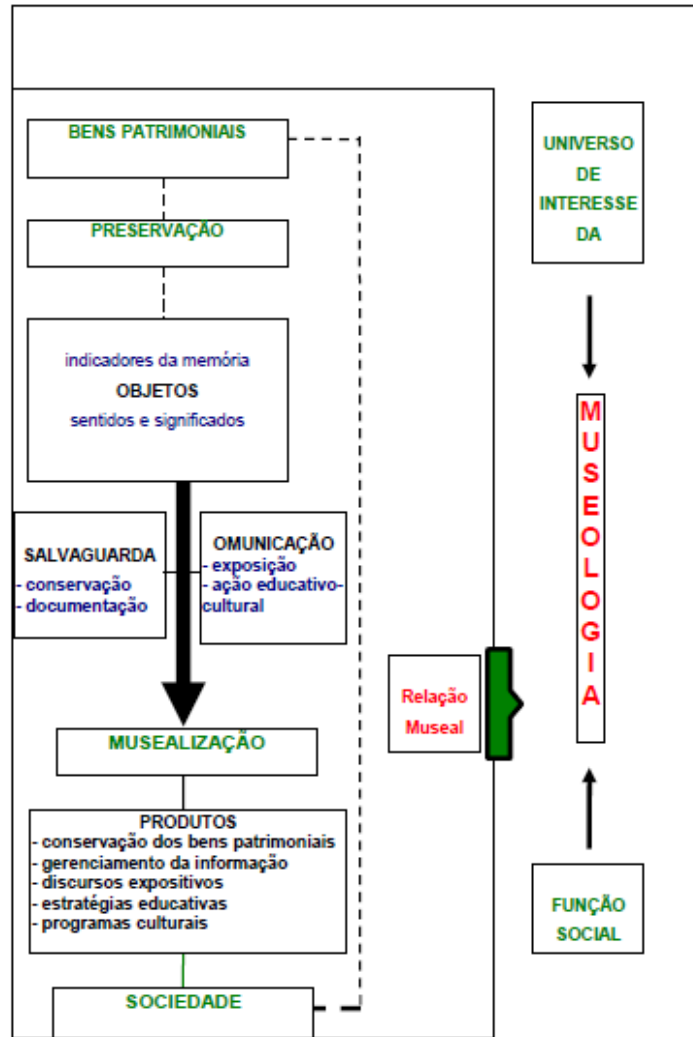 BENS PATRIMONIAIS
PRESERVAÇÃO
indicadores da memória
OBJETOS
sentidos e significados
SALVAGUARDA
- conservação
- documentação
OMUNICAÇÃO
- exposição
- ação educativo-
cultural
MUSEALIZAÇÃO
PRODUTOS
- conservação dos bens patrimoniais
- gerenciamento da informação
- discursos expositivos
- estratégias educativas
- programas culturais
SOCIEDADE
Relação
Museal
UNIVERSO
DE
INTERESSE
DA
M
U
S
E
O
L
O
G
I
A
FUNÇÃO
SOCIAL